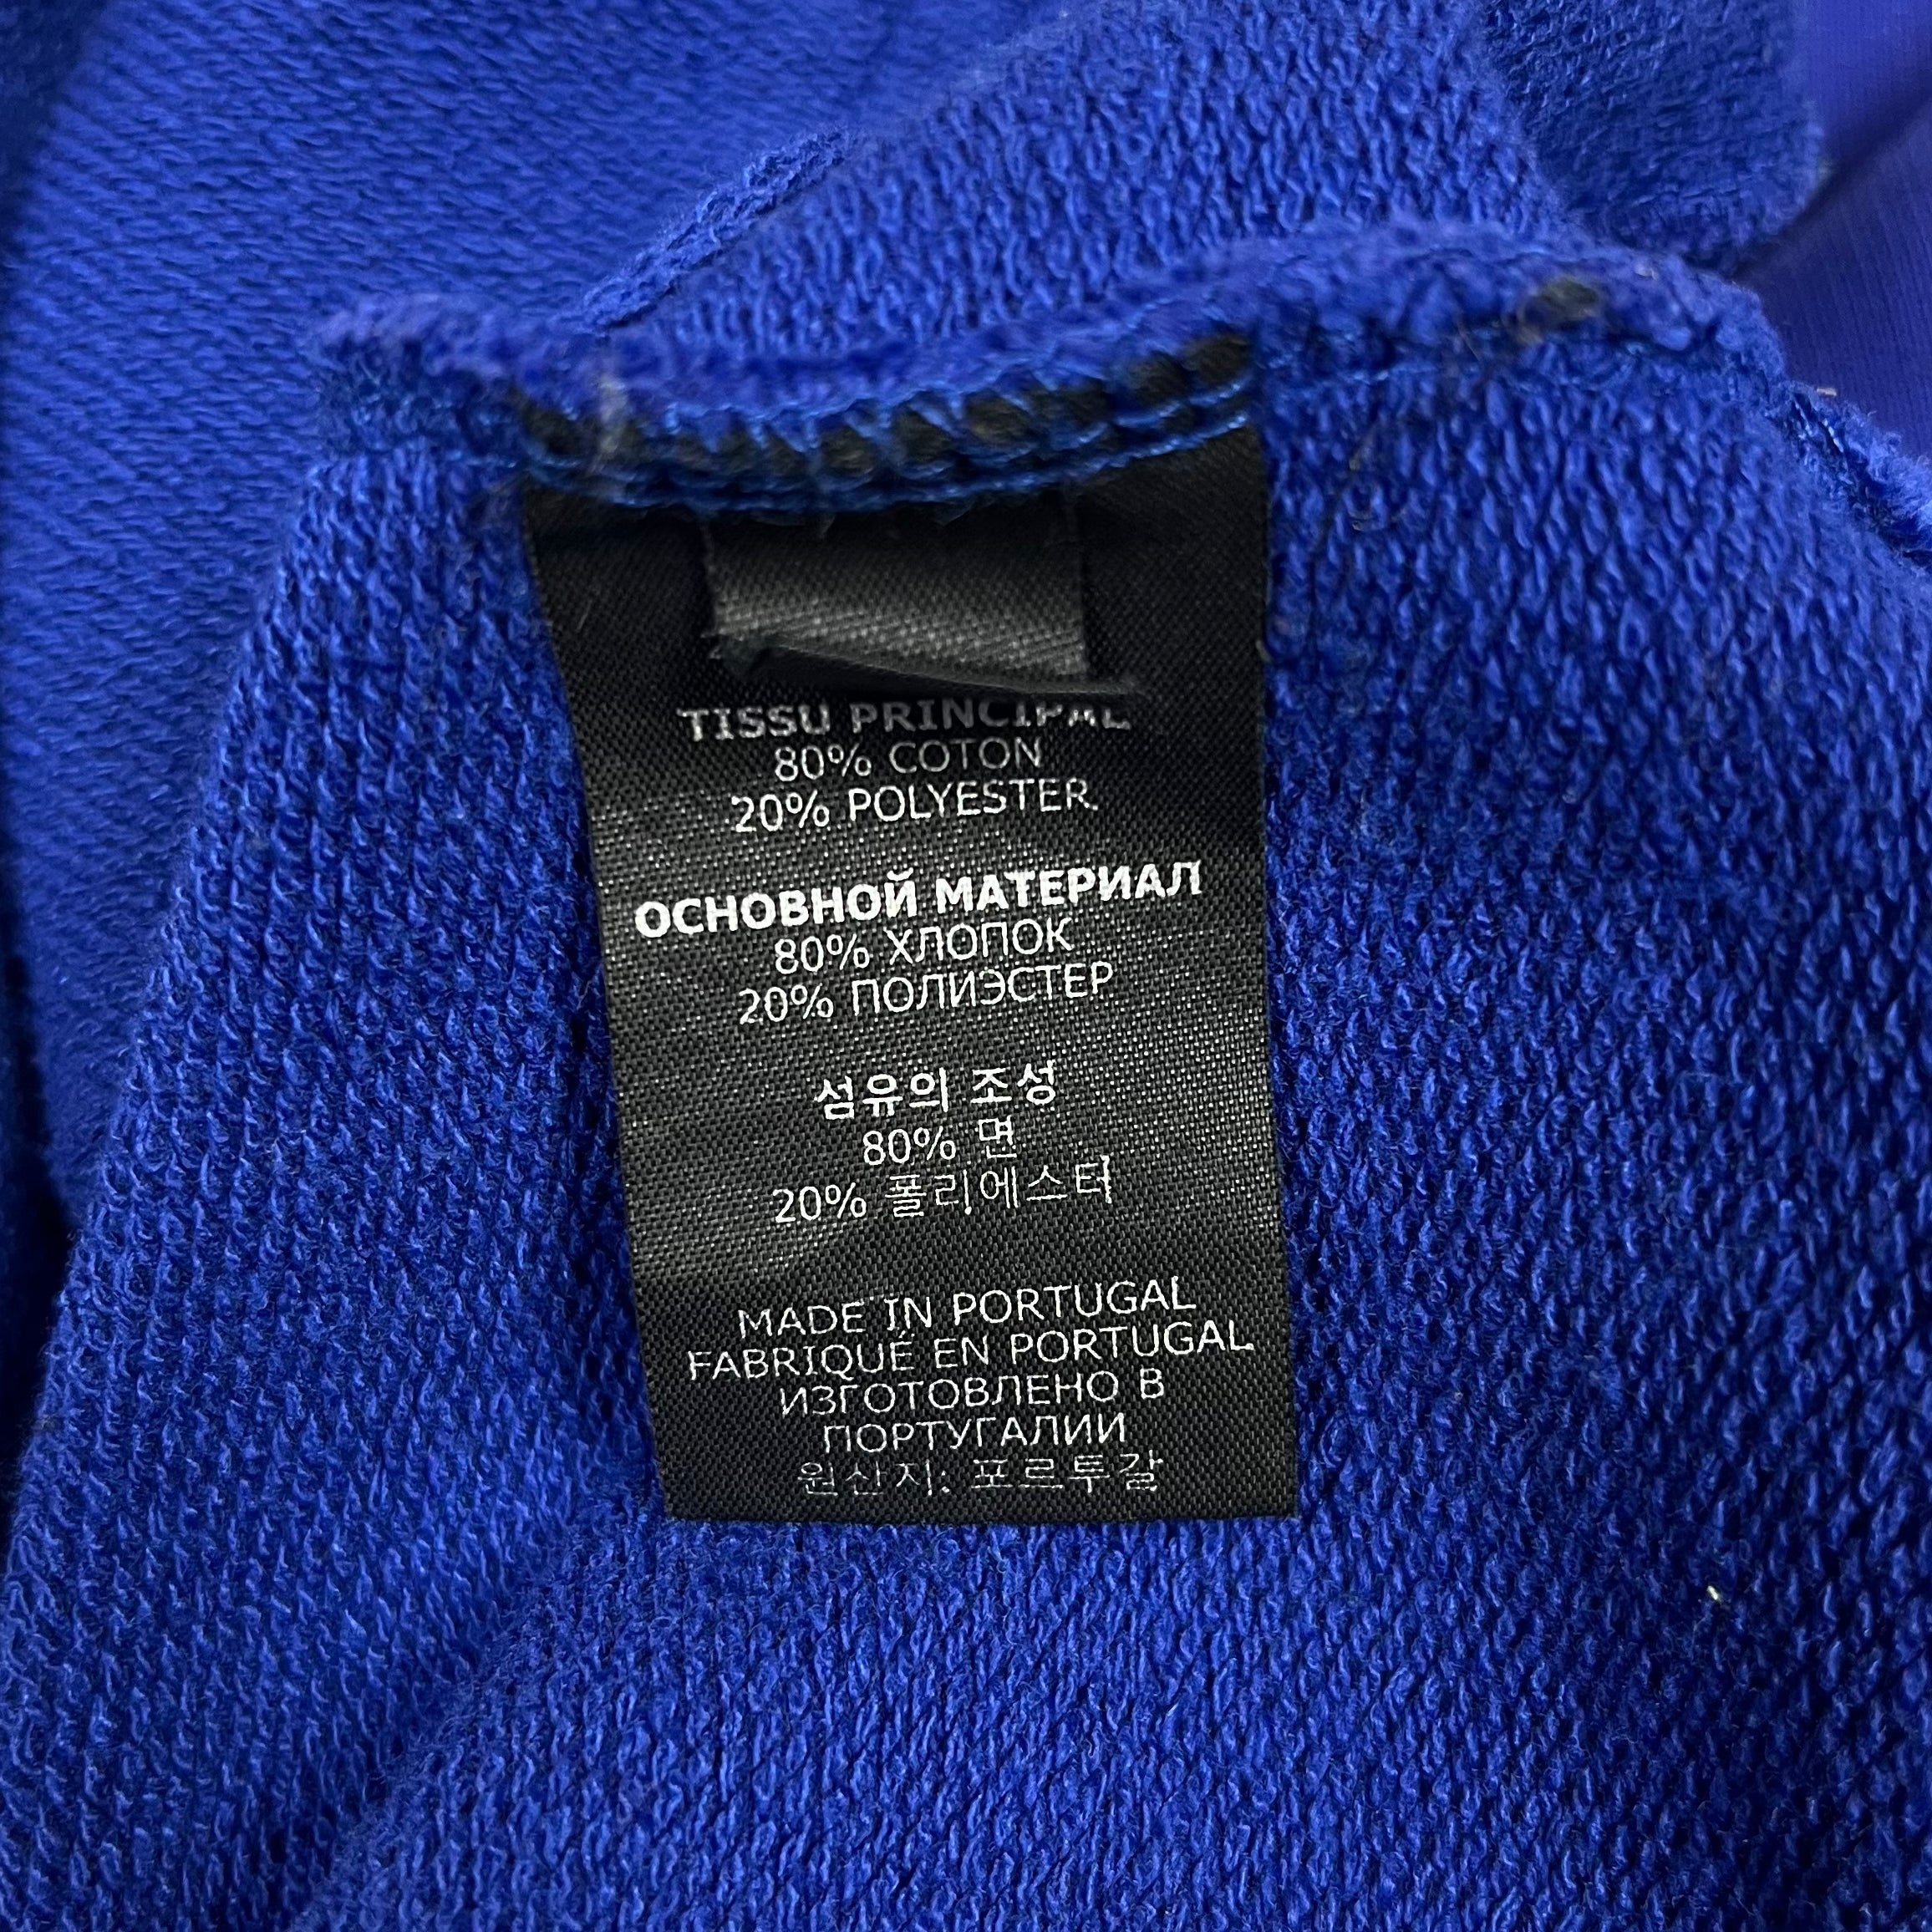 TISSU PRINCIPAL
80% COTON
20% POLYESTER
ОСНОВНОЙ МАТЕРИАЛ
80% ХЛОПОК
20% ПОЛИЭСТЕР
섬유의 조성
80% 면
20% 폴리에스터
MADE IN PORTUGAL
FABRIQUÉ EN PORTUGAL
ИЗГОТОВЛЕНО В
ПОРТУГАЛИИ
원산지: 포르투갈